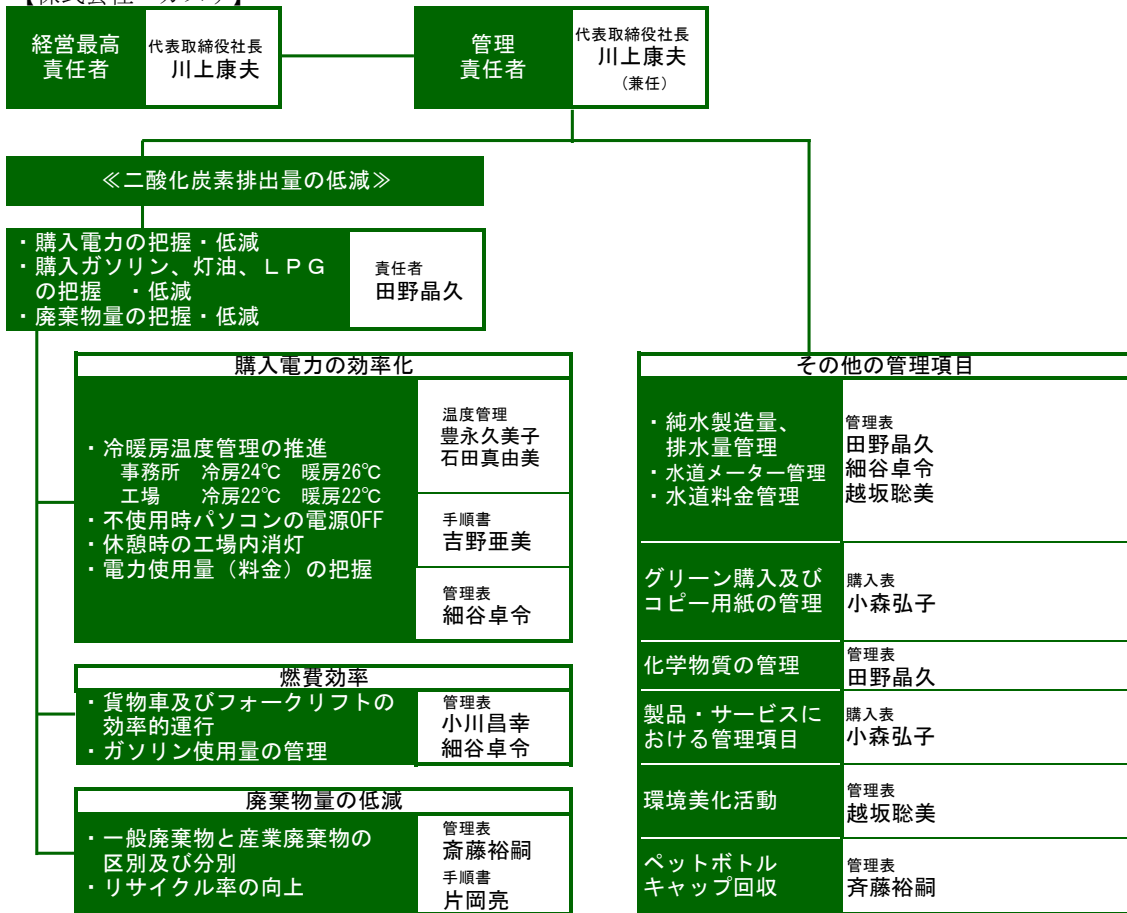 経営最高
責任者
代表取締役社長
川上康夫
管理
責任者
代表取締役社長
川上康夫
（兼任）
≪二酸化炭素排出量の低減≫
・購入電力の把握・低減
・購入ガソリン、灯油、ＬＰＧ
の把握　・低減
・廃棄物量の把握・低減
責任者
田野晶久
購入電力の効率化
・冷暖房温度管理の推進
事務所　冷房24℃　暖房26℃
工場　　冷房22℃　暖房22℃
・不使用時パソコンの電源OFF
・休憩時の工場内消灯
・電力使用量（料金）の把握
温度管理
豊永久美子
石田真由美
手順書
吉野亜美
管理表
細谷卓令
燃費効率
・貨物車及びフォークリフトの
効率的運行
・ガソリン使用量の管理
管理表
小川昌幸
細谷卓令
廃棄物量の低減
・一般廃棄物と産業廃棄物の
区別及び分別
・リサイクル率の向上
管理表
斎藤裕嗣
手順書
片岡亮
その他の管理項目
・純水製造量、
排水量管理
・水道メーター管理
・水道料金管理
管理表
田野晶久
細谷卓令
越坂聡美
グリーン購入及び
コピー用紙の管理
購入表
小森弘子
化学物質の管理
管理表
田野晶久
製品・サービスに
おける管理項目
購入表
小森弘子
環境美化活動
管理表
越坂聡美
ペットボトル
キャップ回収
管理表
斉藤裕嗣